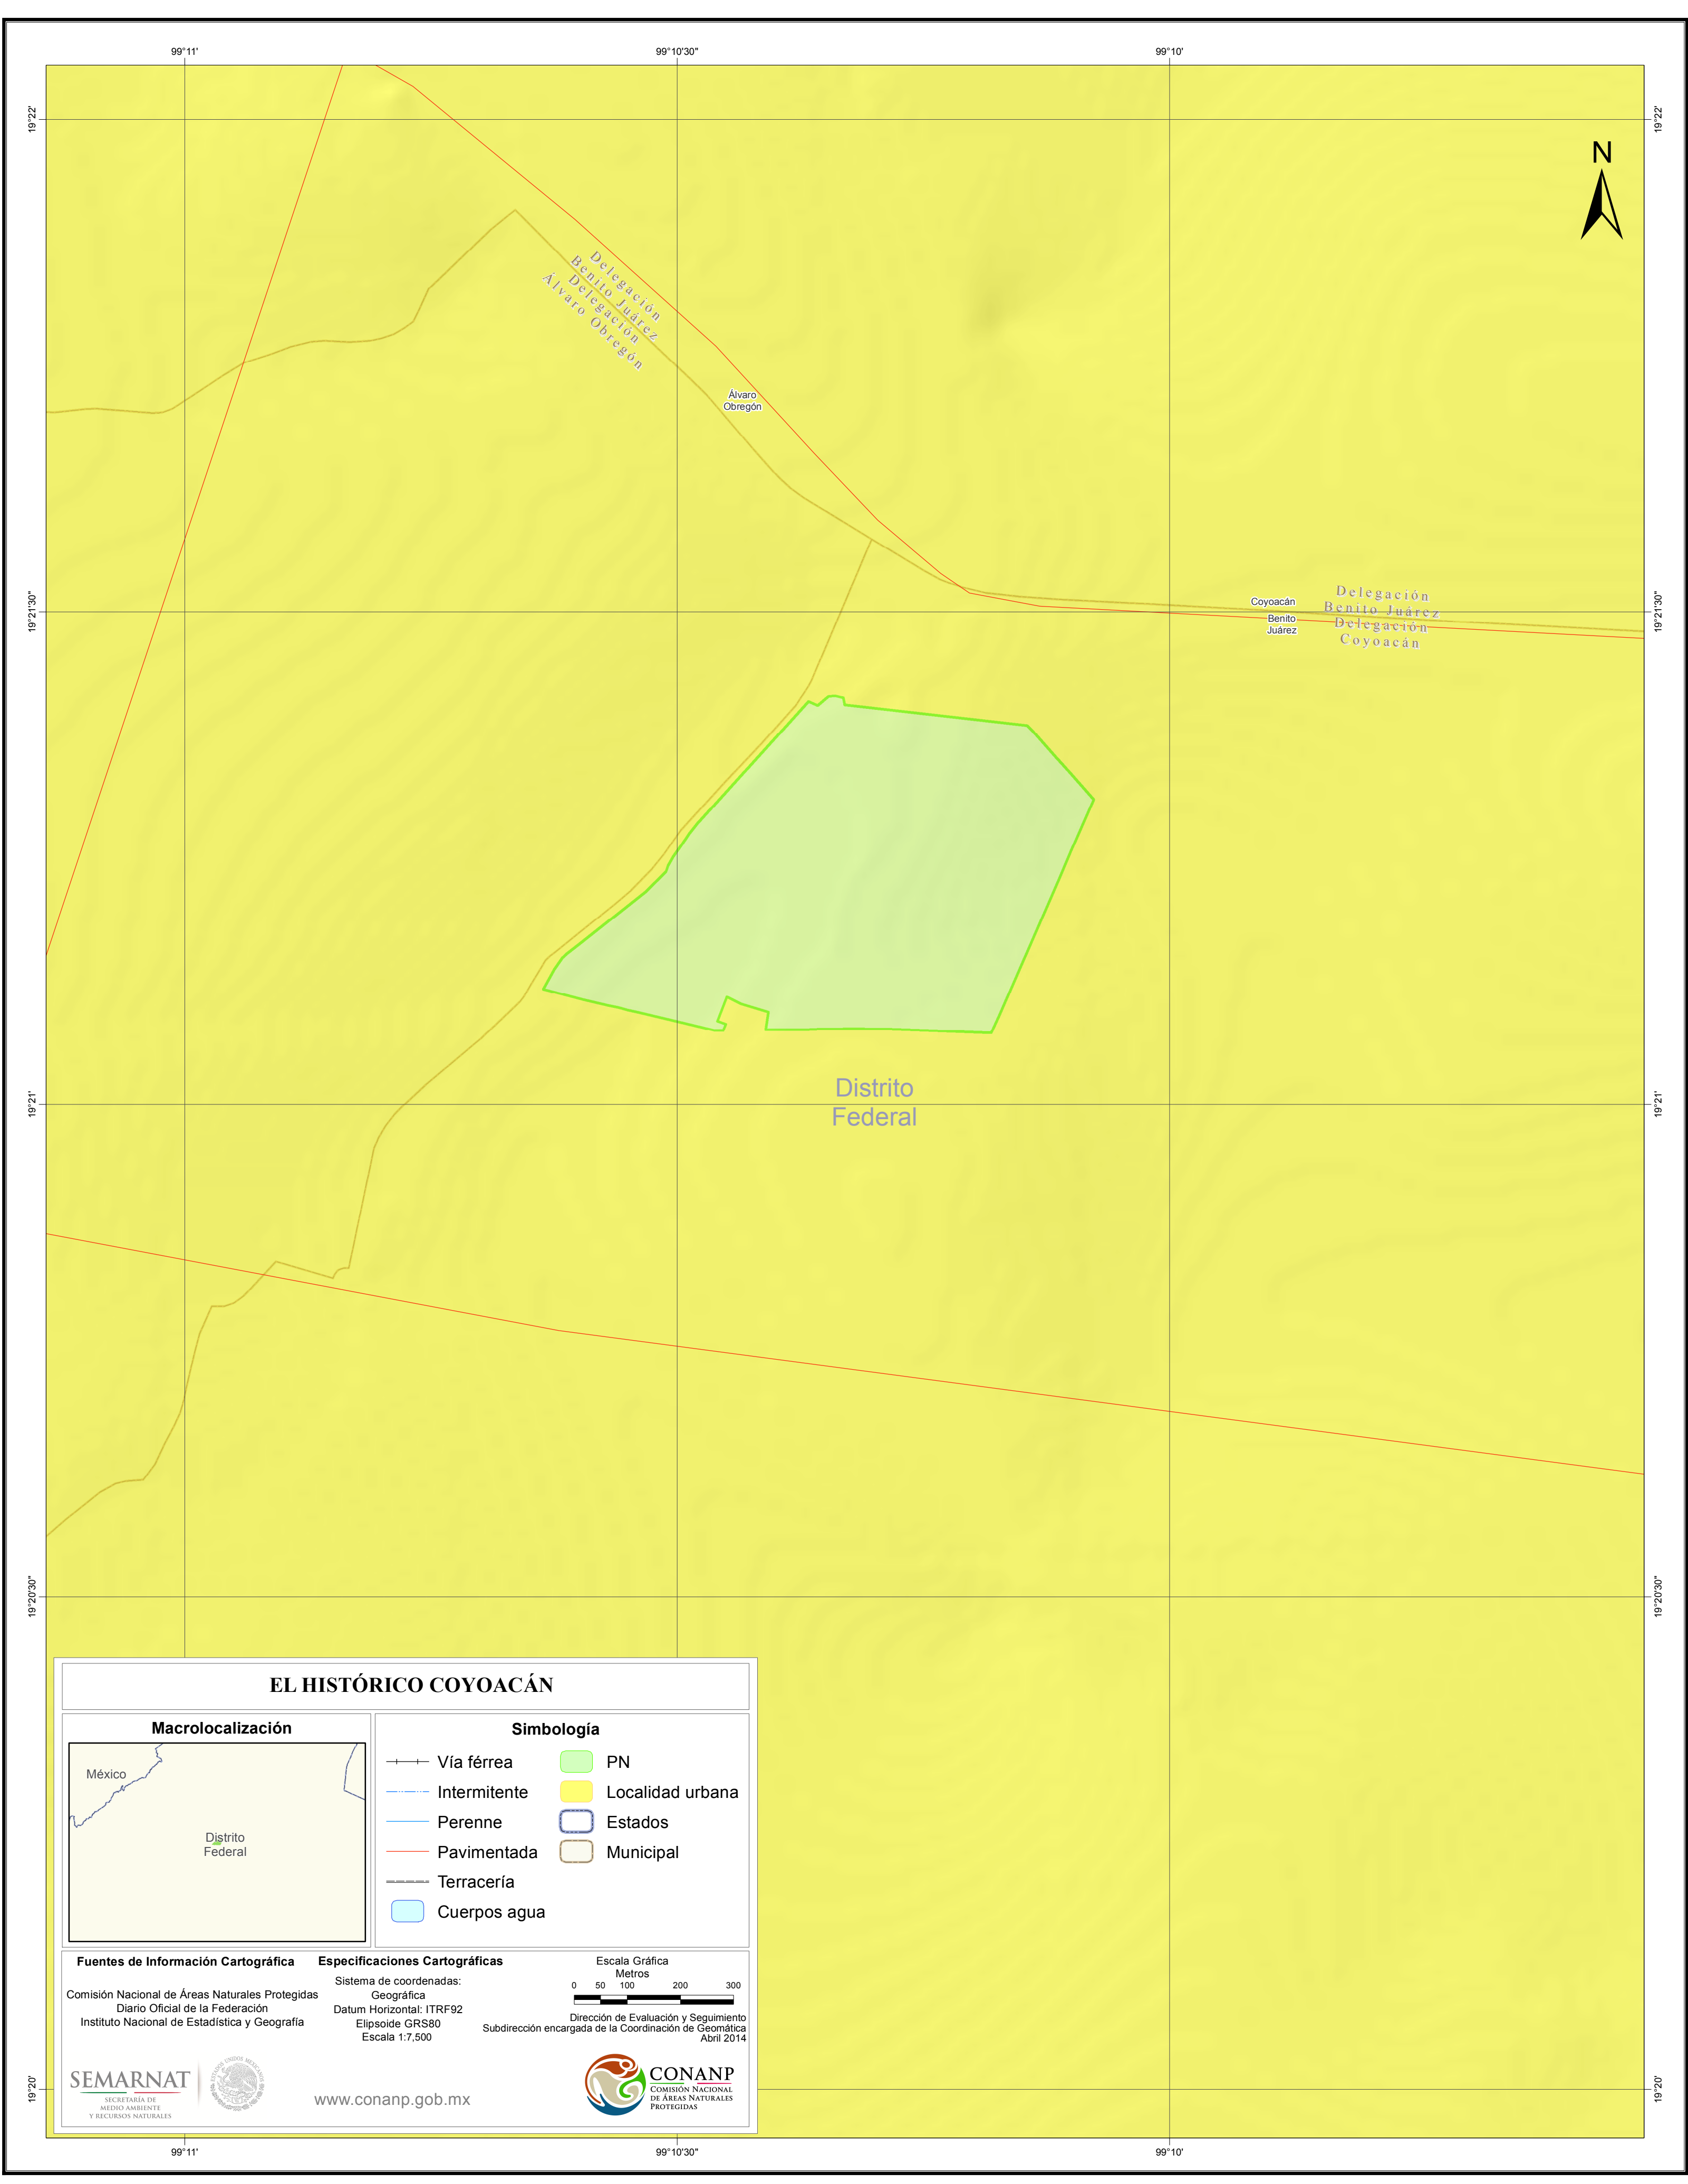 99°11'
99°10'30"
99°10'
19°22'
19°22'
N
Delegación
Benito Juárez
Delegación
Álvaro Obregón
Álvaro
Obregón
19°21'30"
19°21'30"
Coyoacán
Benito
Juárez
Delegación
Benito Juárez
Delegación
Coyoacán
Distrito
Federal
19°21'
19°21'
19°20'30"
19°20'30"
EL HISTÓRICO COYOACÁN
Macrolocalización
México
Distrito
Federal
Simbología
Vía férrea
Intermitente
Perenne
Pavimentada
Terracería
Cuerpos agua
PN
Localidad urbana
Estados
Municipal
Fuentes de Información Cartográfica
Comisión Nacional de Áreas Naturales Protegidas
Diario Oficial de la Federación
Instituto Nacional de Estadística y Geografía
Especificaciones Cartográficas
Sistema de coordenadas:
Geográfica
Datum Horizontal: ITRF92
Elipsoide GRS80
Escala 1:7,500
Escala Gráfica
Metros
0 50 100 200 300
Dirección de Evaluación y Seguimiento
Subdirección encargada de la Coordinación de Geomática
Abril 2014
SEMARNAT
SECRETARÍA DE
MEDIO AMBIENTE
Y RECURSOS NATURALES
ESTADOS UNIDOS MEXICANOS
www.conanp.gob.mx
CONANP
COMISIÓN NACIONAL
DE ÁREAS NATURALES
PROTEGIDAS
19°20'
19°20'
99°11'
99°10'30"
99°10'